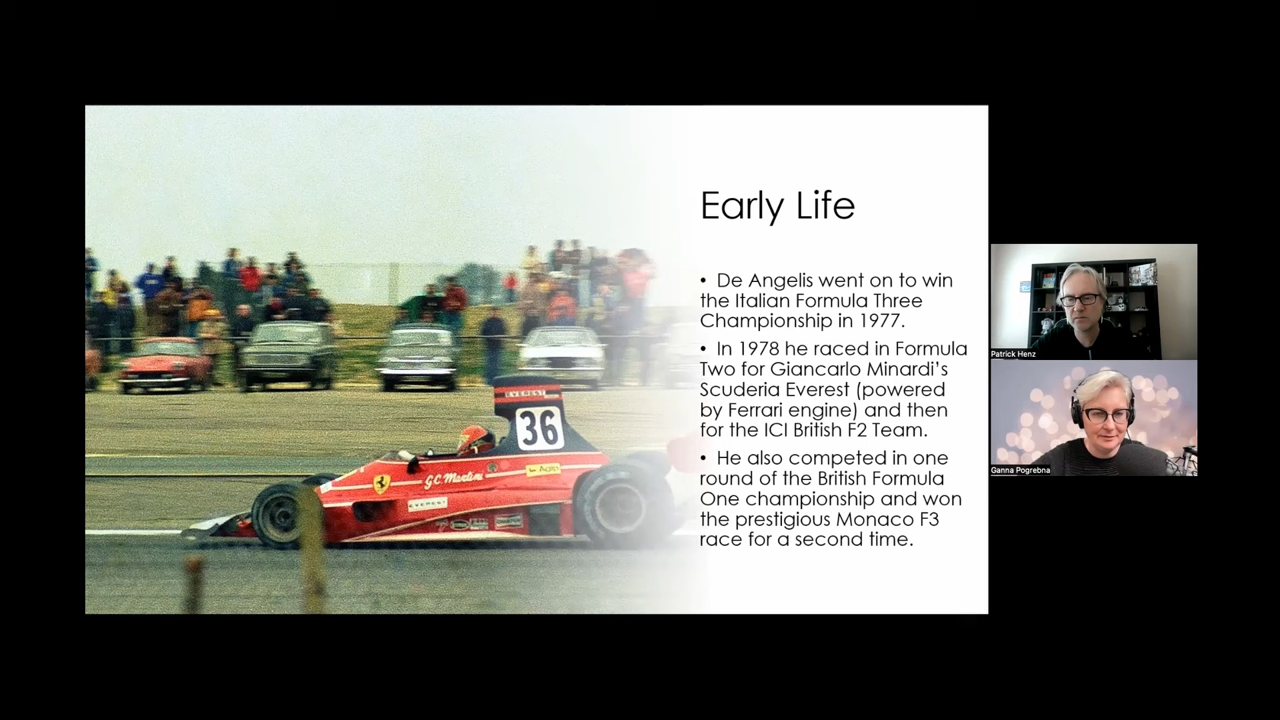 Early Life
• De Angelis went on to win
the Italian Formula Three
Championship in 1977.
• In 1978 he raced in Formula
Two for Giancarlo Minardi's
Scuderia Everest (powered
by Ferrari engine) and then
for the ICI British F2 Team.
• He also competed in one
round of the British Formula
One championship and won
the prestigious Monaco F3
race for a second time.
EVEREST
36
G.C. Martini
EVEREST
Patrick Henz
Ganna Pogrebna